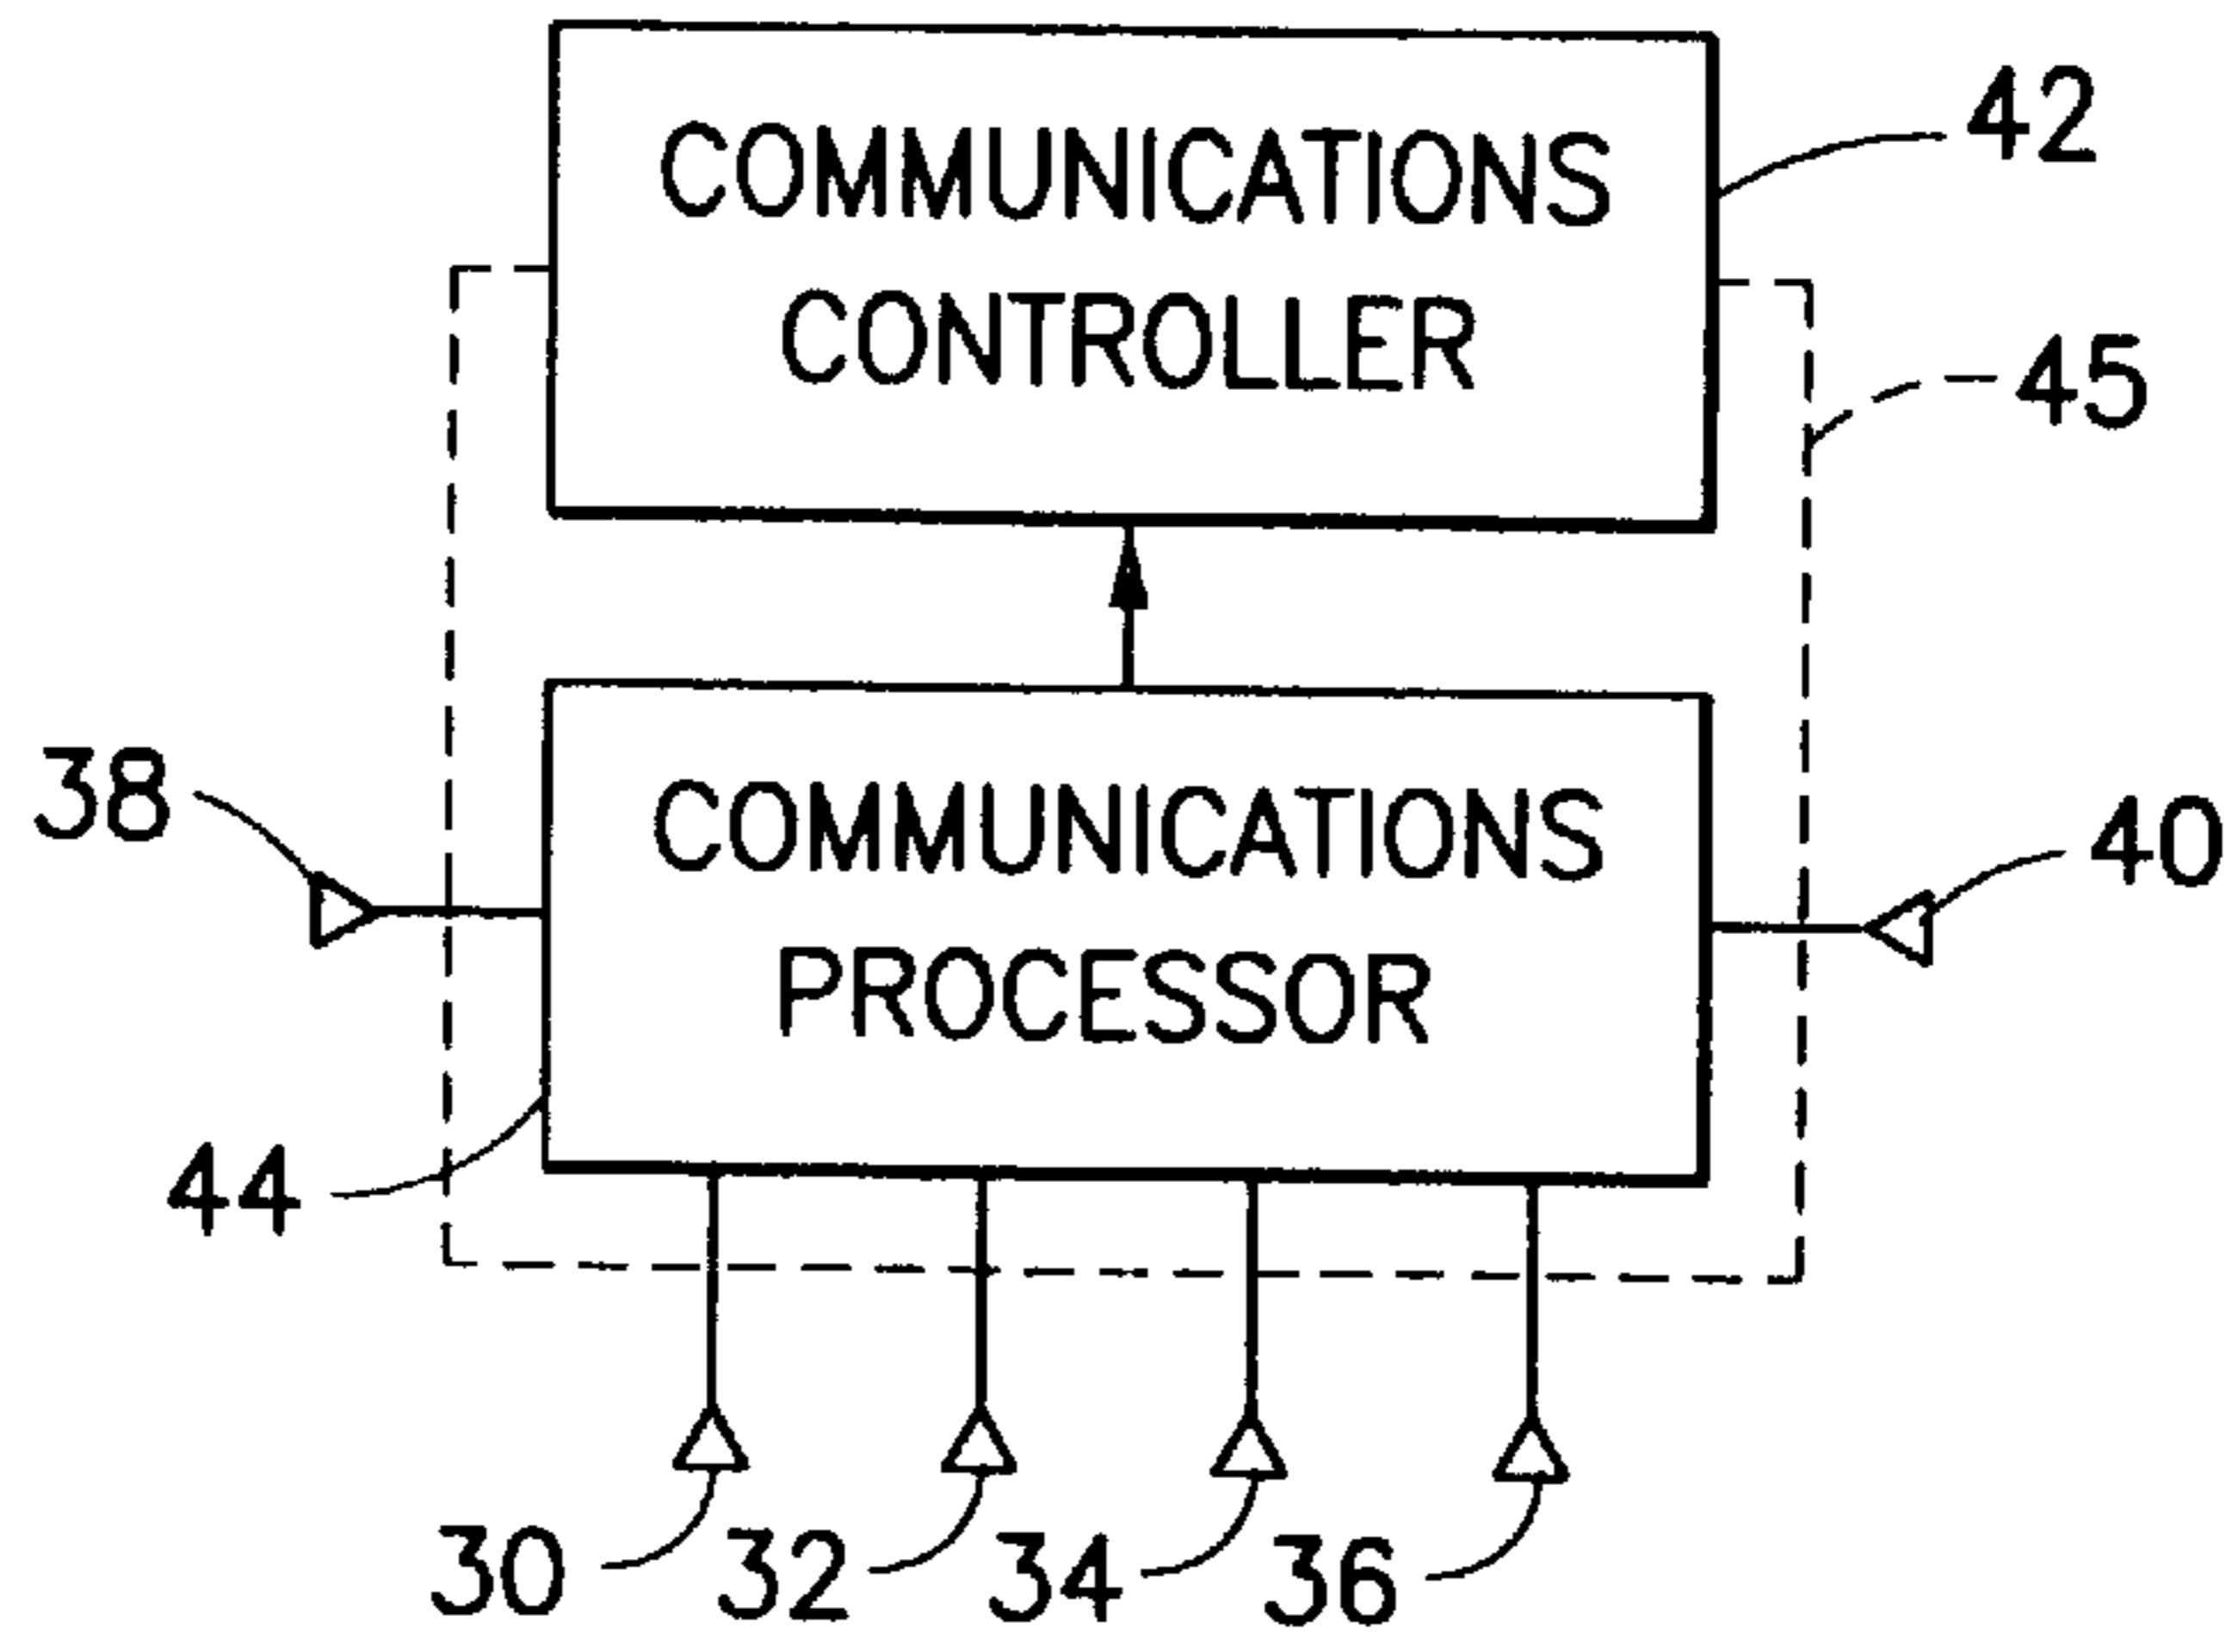 COMMUNICATIONS
CONTROLLER
42
45
38
COMMUNICATIONS
PROCESSOR
40
44
30
32
34
36